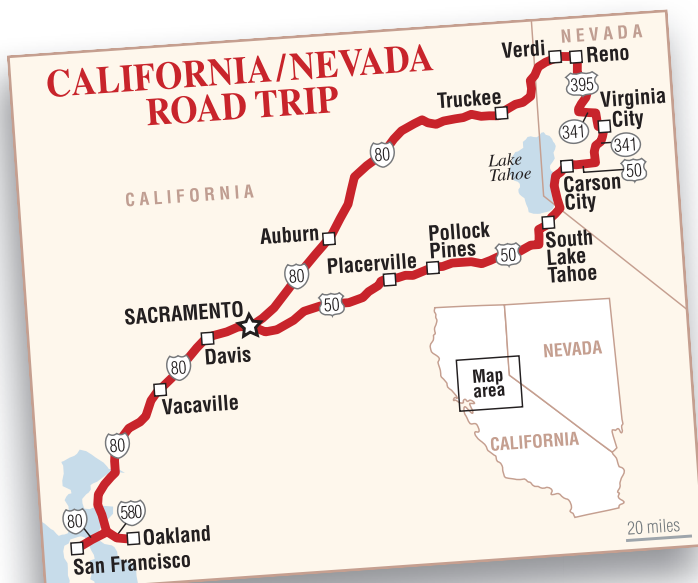 CALIFORNIA/NEVADA
ROAD TRIP
NEVADA
Verdi
Reno
395
Truckee
Virginia
City
341
341
80
Lake
Tahoe
50
CALIFORNIA
Carson
City
Auburn
Pollock
Pines
South
Lake
Tahoe
50
Placerville
80
50
SACRAMENTO
Davis
NEVADA
80
Map
area
Vacaville
CALIFORNIA
80
80
580
Oakland
San Francisco
20 miles